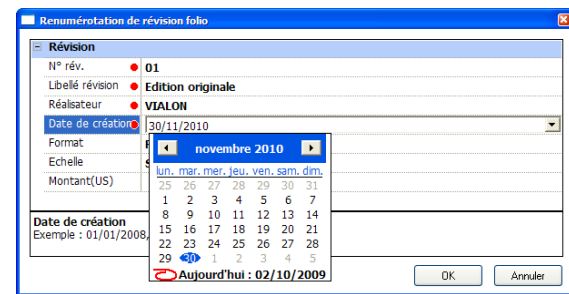 Renumérotation de révision folio
Révision
N° rév. 01
Libellé révision Edition originale
Réalisateur VIALON
Date de création 30/11/2010
Format
Echelle
Montant(US)
novembre 2010
lun. mar. mer. jeu. ven. sam. dim.
25 26 27 28 29 30 31
1 2 3 4 5 6 7
8 9 10 11 12 13 14
15 16 17 18 19 20 21
22 23 24 25 26 27 28
29 30 1 2 3 4 5
Aujourd'hui : 02/10/2009
Date de création
Exemple : 01/01/2008,
OK Annuler